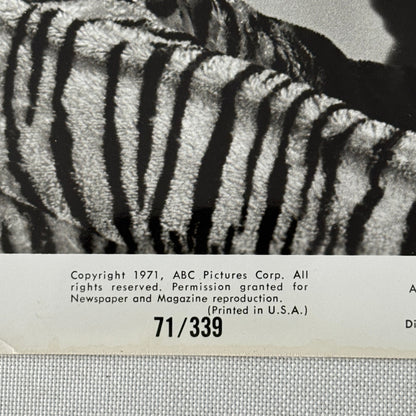 Copyright 1971, ABC Pictures Corp. All
rights reserved. Permission granted for
Newspaper and Magazine reproduction.
(Printed in U.S.A.)
71/339
A
Di